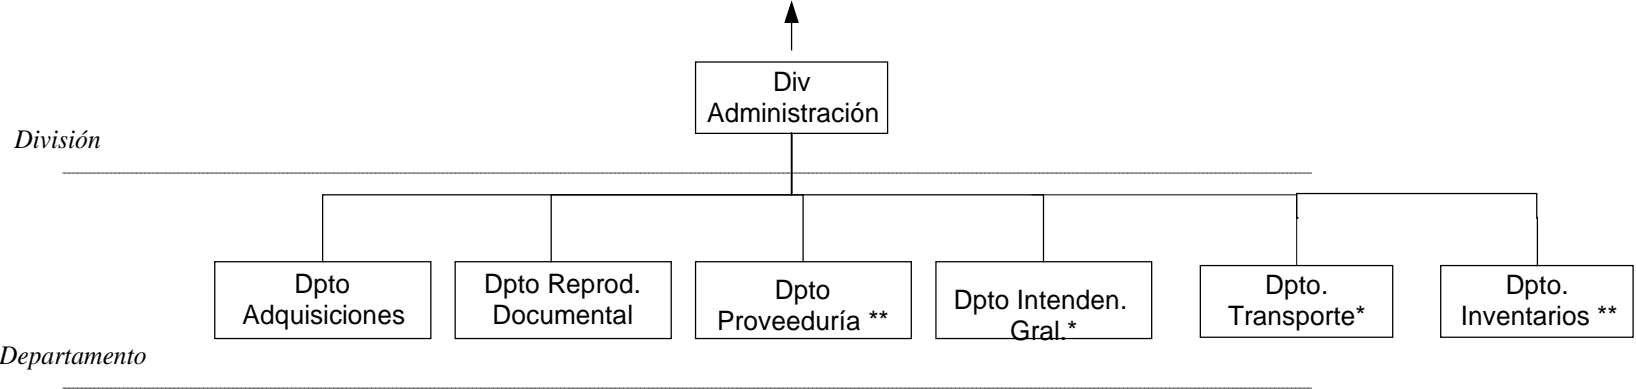 Div
Administración
División
Dpto
Adquisiciones
Dpto Reprod.
Documental
Dpto
Proveeduría **
Dpto Intenden.
Gral.*
Dpto.
Transporte*
Dpto.
Inventarios **
Departamento